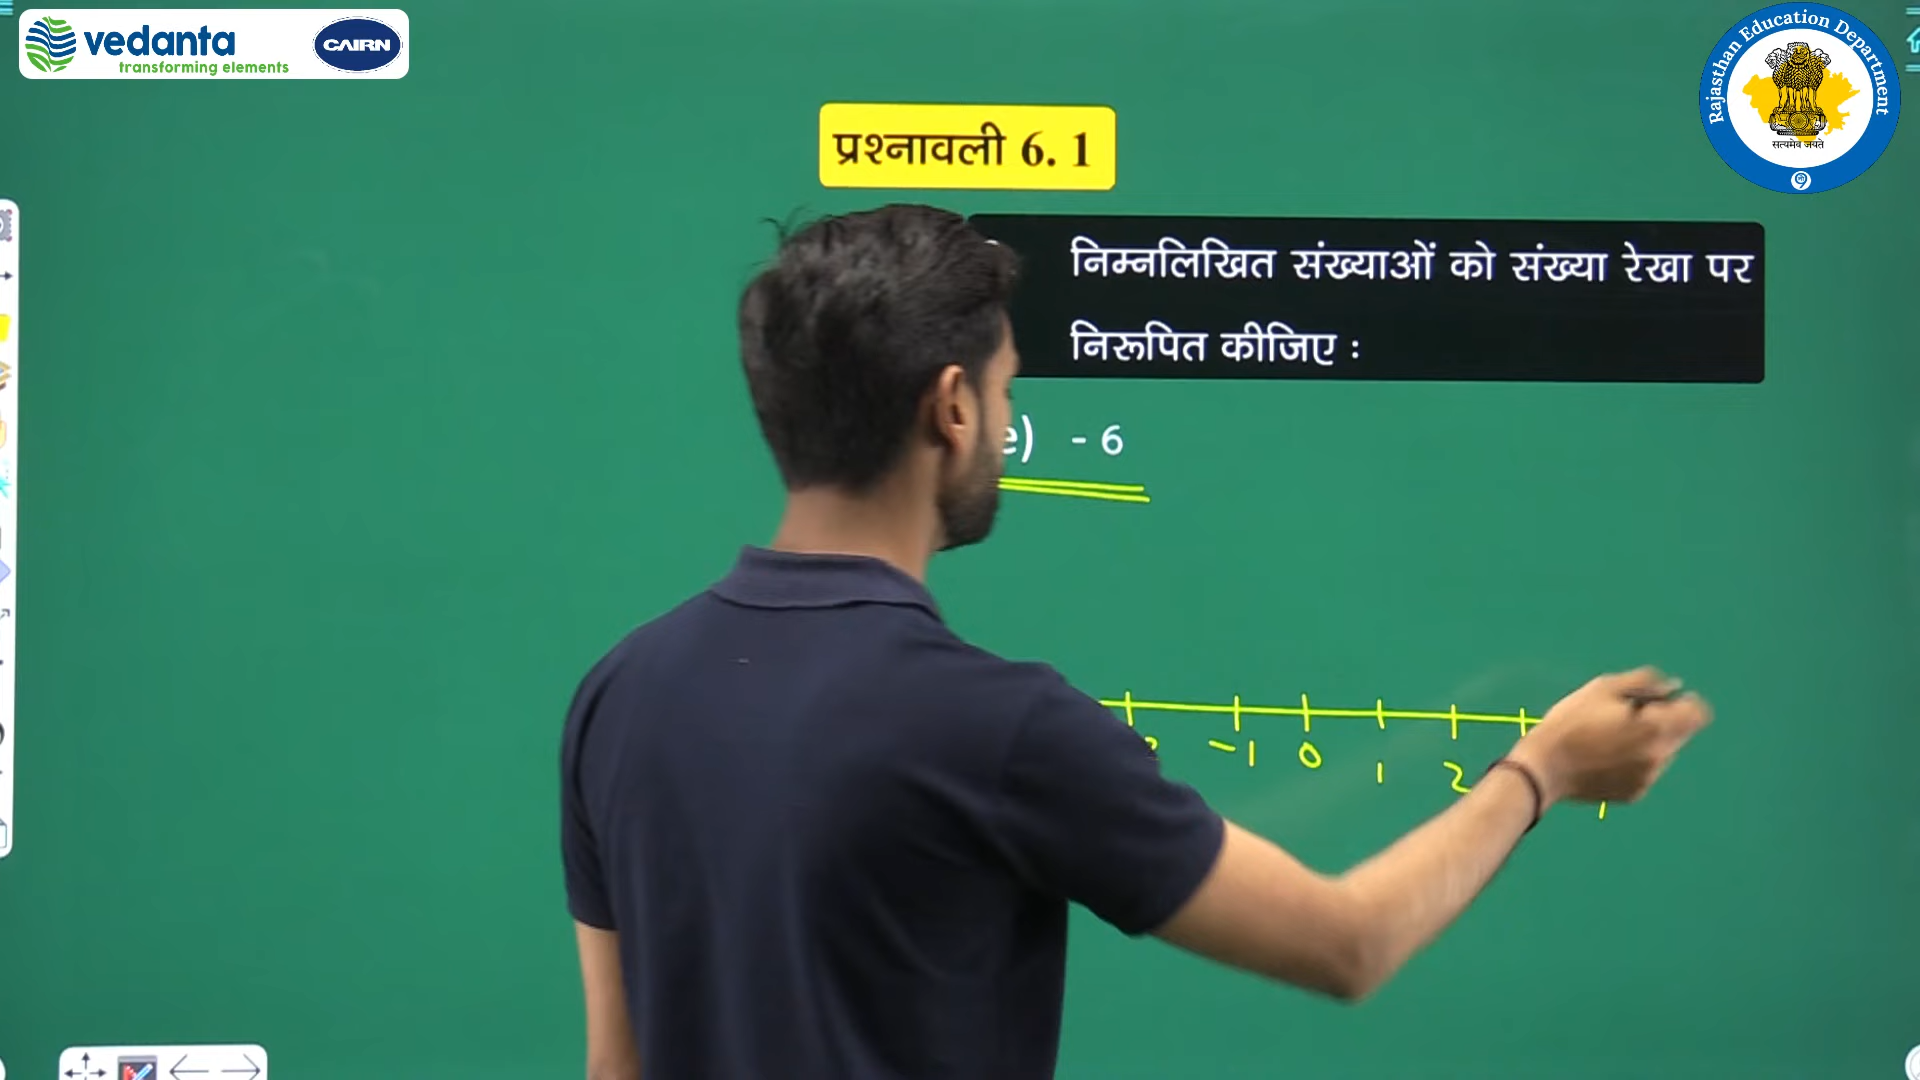 vedanta
transforming elements
CAIRN
Rajasthan Education Department
सत्यमेव जयते
प्रश्नावली 6. 1
निम्नलिखित संख्याओं को संख्या रेखा पर
निरूपित कीजिए :
e) - 6
-1 0 1 2